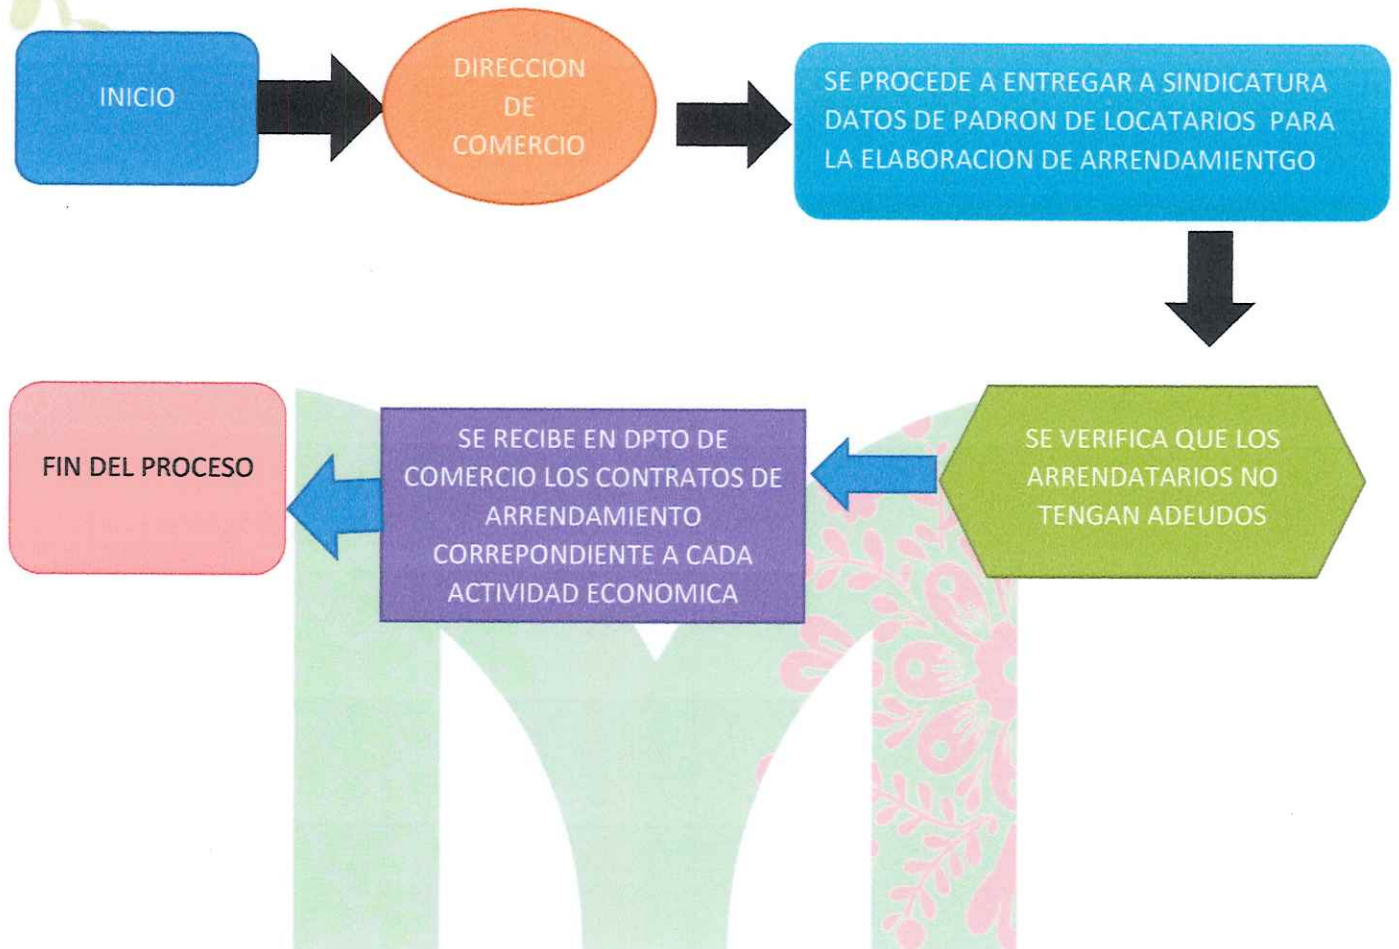 INICIO
DIRECCION
DE
COMERCIO
SE PROCEDE A ENTREGAR A SINDICATURA
DATOS DE PADRON DE LOCATARIOS PARA
LA ELABORACION DE ARRENDAMIENTGO
SE VERIFICA QUE LOS
ARRENDATARIOS NO
TENGAN ADEUDOS
SE RECIBE EN DPTO DE
COMERCIO LOS CONTRATOS DE
ARRENDAMIENTO
CORREPONDIENTE A CADA
ACTIVIDAD ECONOMICA
FIN DEL PROCESO